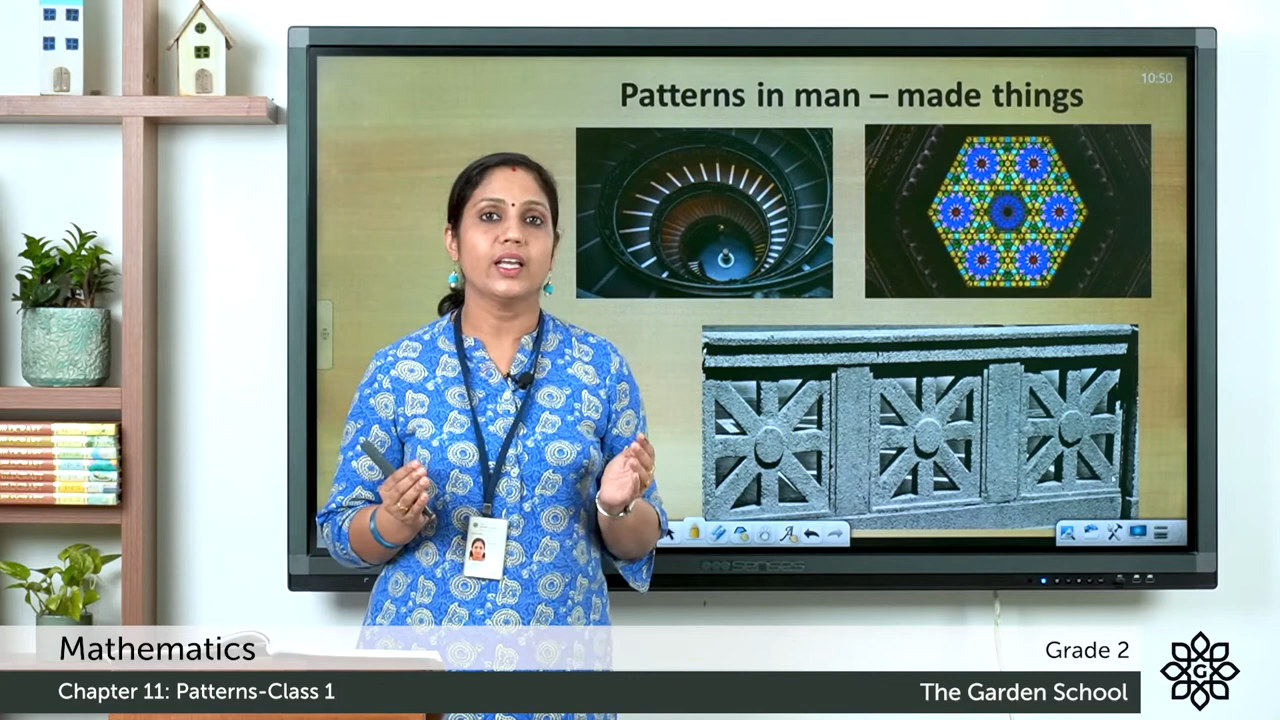 Patterns in man – made things
10:50
Mathematics
Grade 2
Chapter 11: Patterns-Class 1
The Garden School
G